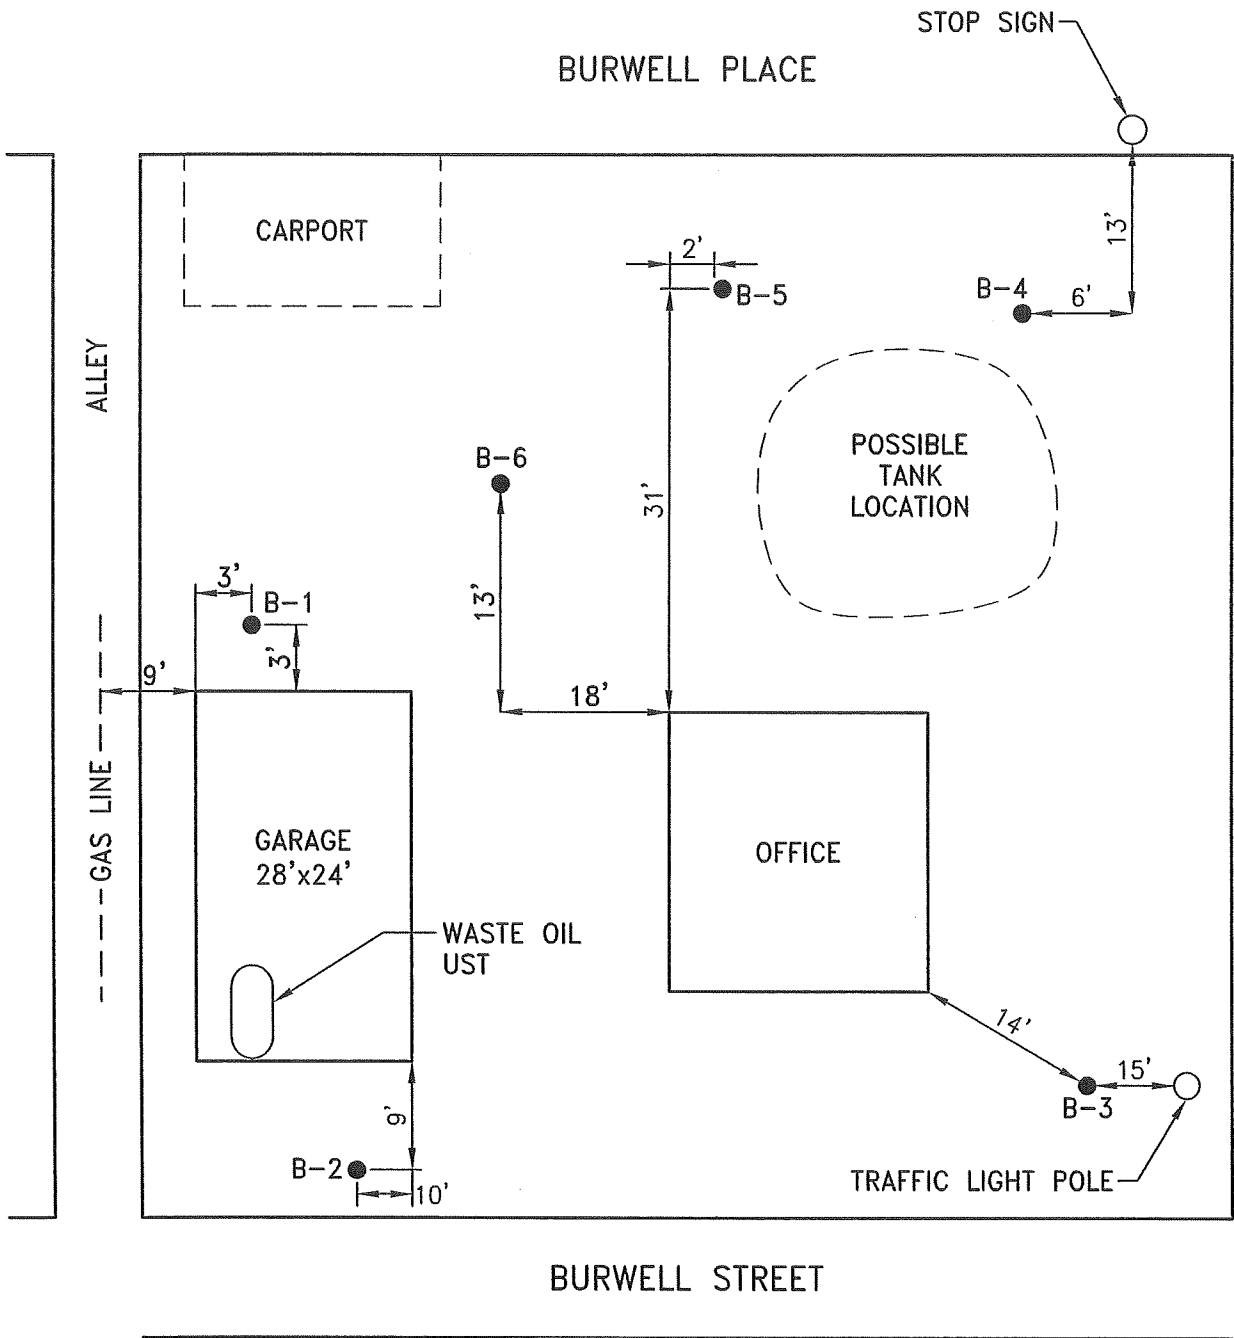 STOP SIGN
BURWELL PLACE
CARPORT
13'
2'
B-5
B-4
6'
ALLEY
POSSIBLE
TANK
LOCATION
B-6
31'
3'
B-1
13'
3'
9'
18'
GAS LINE
GARAGE
28'x24'
OFFICE
WASTE OIL
UST
14'
15'
B-3
9'
B-2
10'
TRAFFIC LIGHT POLE
BURWELL STREET